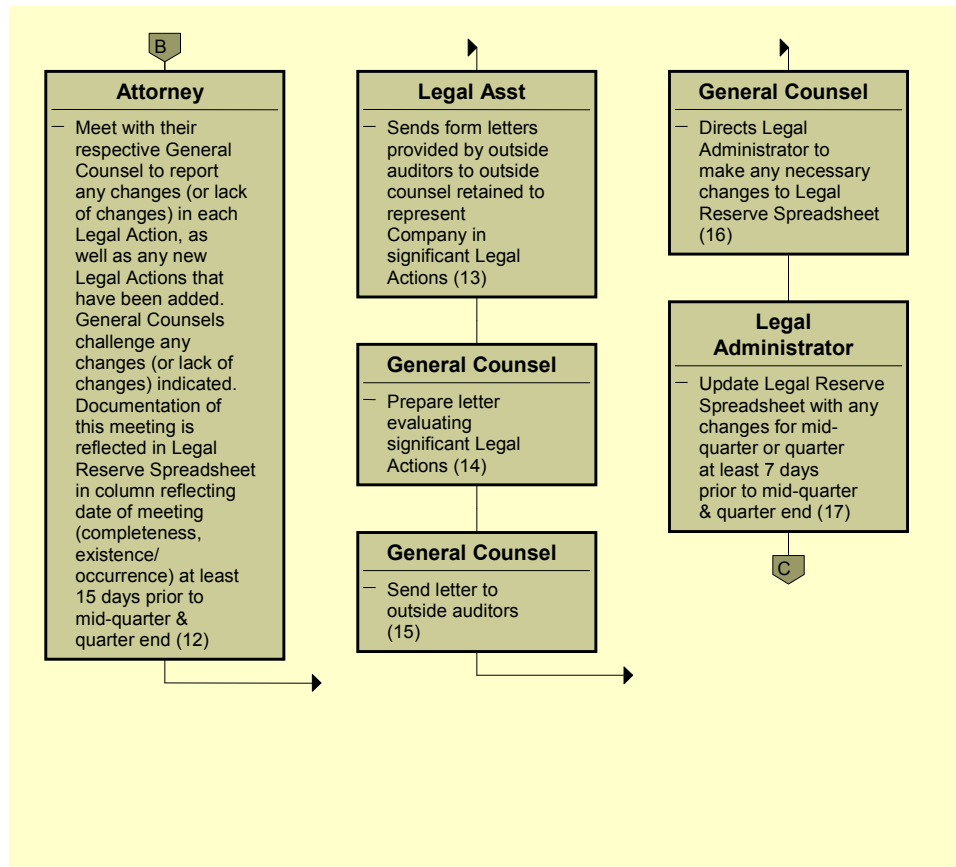 B
Attorney
– Meet with their
respective General
Counsel to report
any changes (or lack
of changes) in each
Legal Action, as
well as any new
Legal Actions that
have been added.
General Counsels
challenge any
changes (or lack of
changes) indicated.
Documentation of
this meeting is
reflected in Legal
Reserve Spreadsheet
in column reflecting
date of meeting
(completeness,
existence/
occurrence) at least
15 days prior to
mid-quarter &
quarter end (12)
Legal Asst
– Sends form letters
provided by outside
auditors to outside
counsel retained to
represent
Company in
significant Legal
Actions (13)
General Counsel
– Prepare letter
evaluating
significant Legal
Actions (14)
General Counsel
– Send letter to
outside auditors
(15)
General Counsel
– Directs Legal
Administrator to
make any necessary
changes to Legal
Reserve Spreadsheet
(16)
Legal
Administrator
– Update Legal Reserve
Spreadsheet with any
changes for mid-
quarter or quarter
at least 7 days
prior to mid-quarter
& quarter end (17)
C